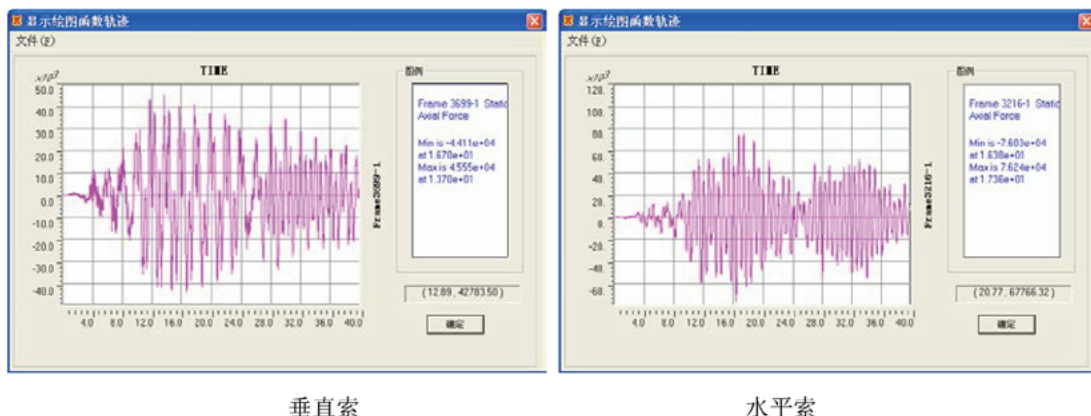 显示绘图函数轨迹
文件(F)
TIME
x10³
50.0
40.0
30.0
20.0
10.0
0.0
-10.0
-20.0
-30.0
-40.0
4.0 8.0 12.0 16.0 20.0 24.0 28.0 32.0 36.0 40.0
Frame3699-1
图例
Frame 3699-1 Static
Axial Force
Min is -4.411e+04
at 1.670e+01
Max is 4.555e+04
at 1.370e+01
(12.89 , 42783.50)
确定
垂直索
显示绘图函数轨迹
文件(F)
TIME
x10³
120.
100.
80.
60.
40.
20.
0.
-20.
-40.
-60.
4.0 8.0 12.0 16.0 20.0 24.0 28.0 32.0 36.0 40.0
Frame3216-1
图例
Frame 3216-1 Static
Axial Force
Min is -7.603e+04
at 1.638e+01
Max is 7.624e+04
at 1.736e+01
(20.77 , 67766.32)
确定
水平索